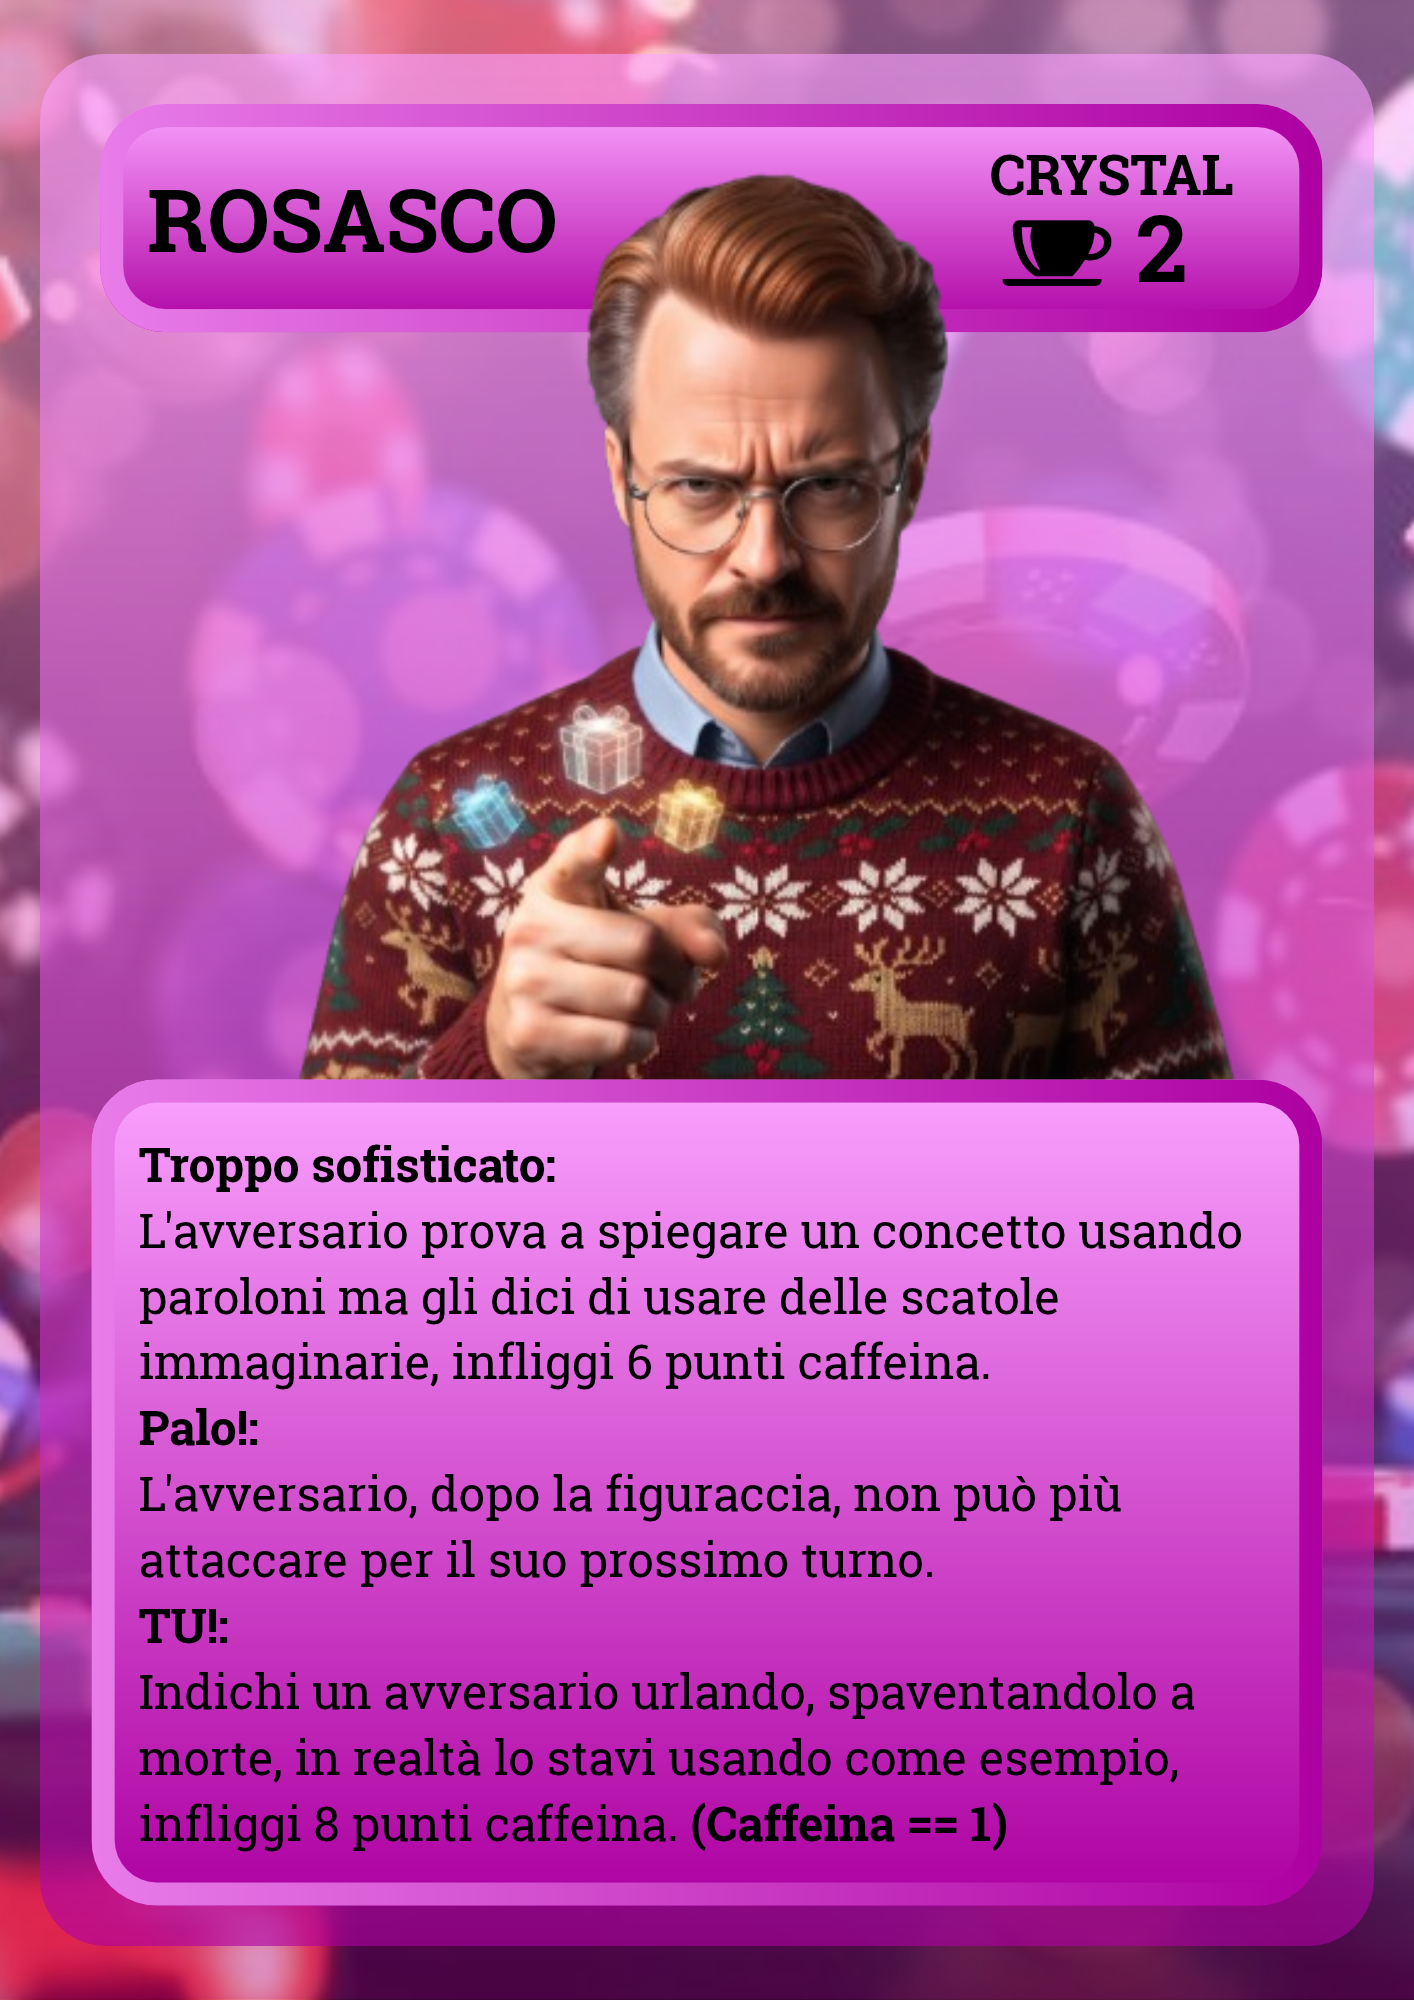 ROSASCO
CRYSTAL
2
Troppo sofisticato:
L'avversario prova a spiegare un concetto usando
paroloni ma gli dici di usare delle scatole
immaginarie, infliggi 6 punti caffeina.
Palo!:
L'avversario, dopo la figuraccia, non può più
attaccare per il suo prossimo turno.
TU!:
Indichi un avversario urlando, spaventandolo a
morte, in realtà lo stavi usando come esempio,
infliggi 8 punti caffeina. (Caffeina == 1)